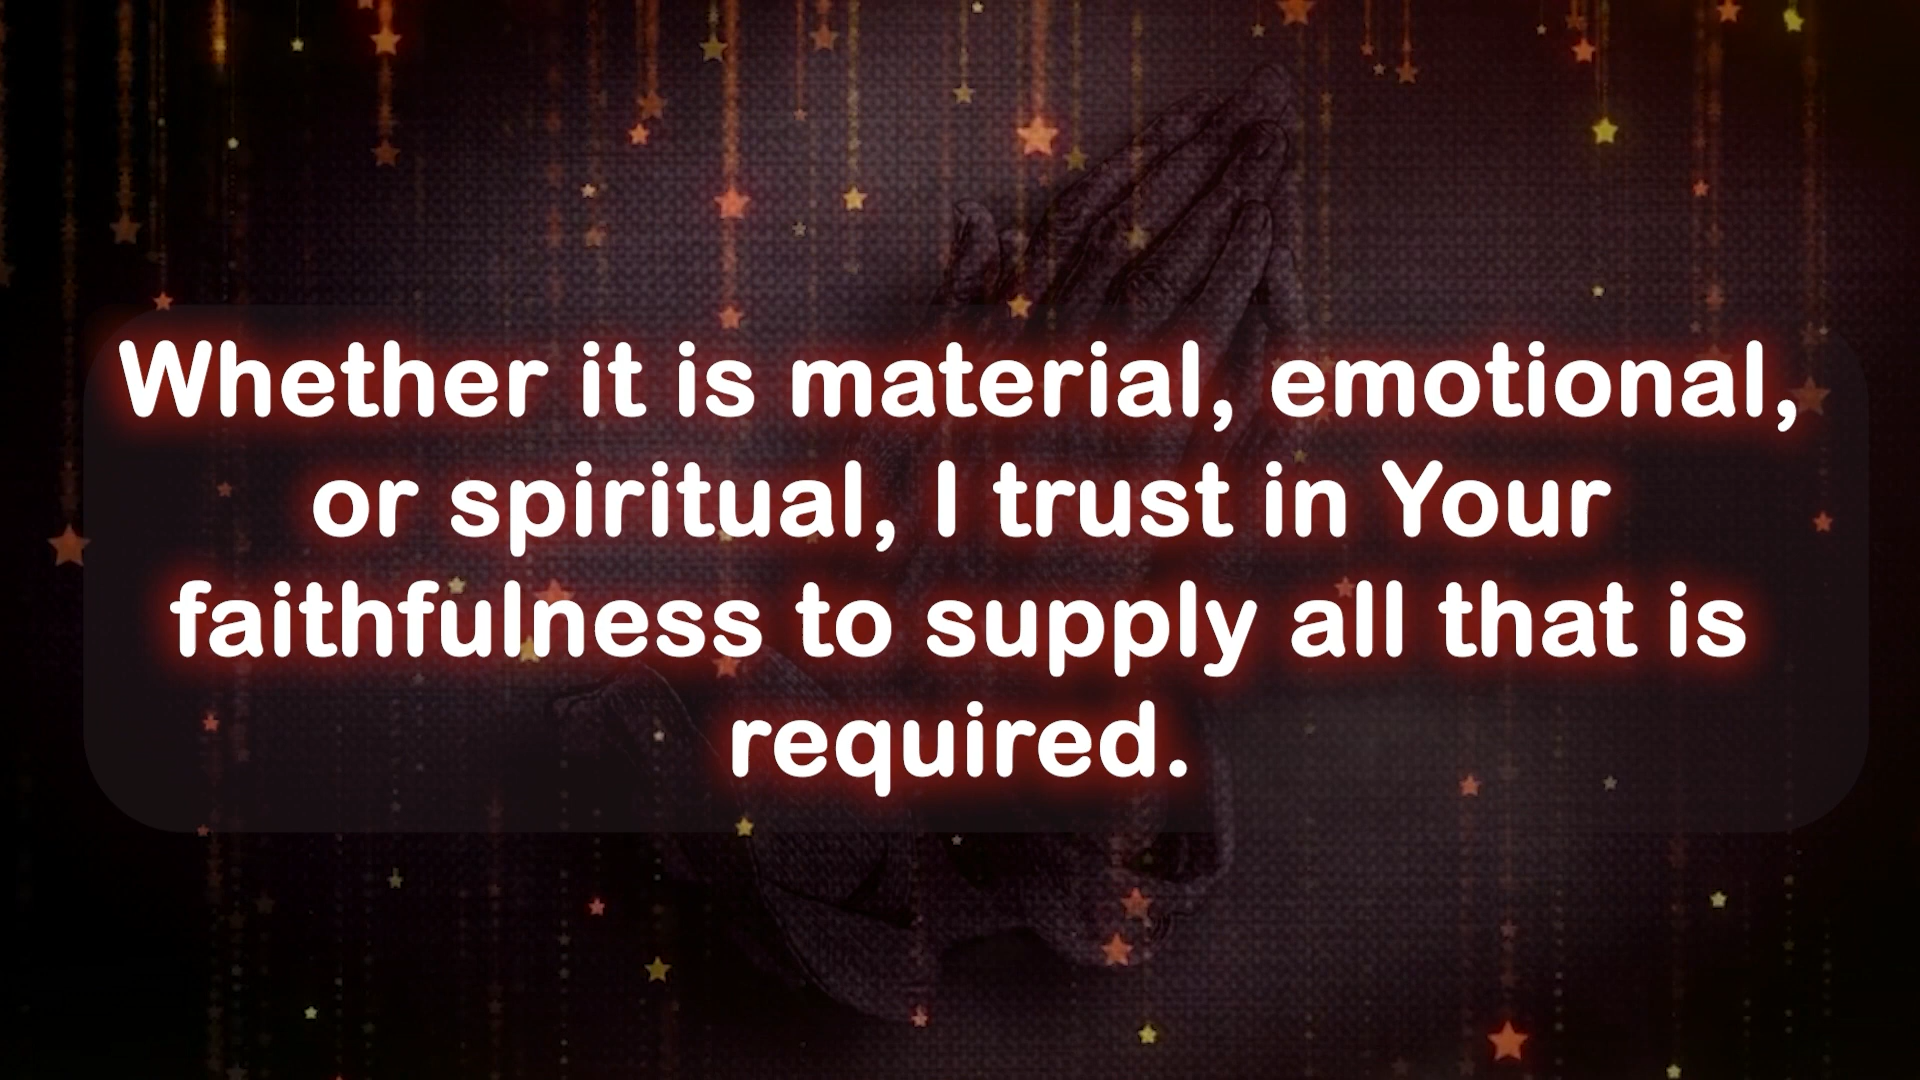 Whether it is material, emotional,
or spiritual, I trust in Your
faithfulness to supply all that is
required.